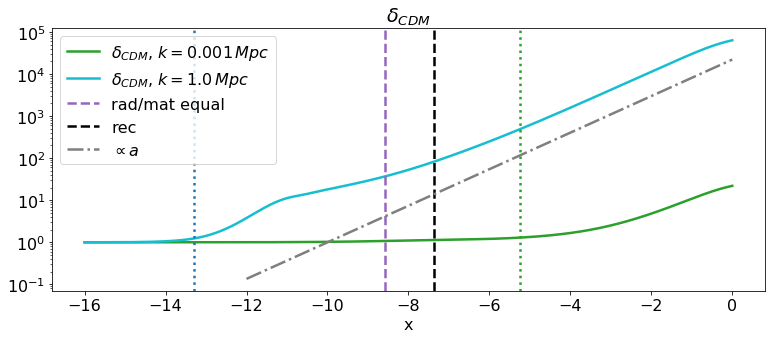 δ_CDM
10^5
10^4
10^3
10^2
10^1
10^0
10^−1
δ_CDM, k = 0.001 Mpc
δ_CDM, k = 1.0 Mpc
rad/mat equal
rec
∝ a
−16 −14 −12 −10 −8 −6 −4 −2 0
x